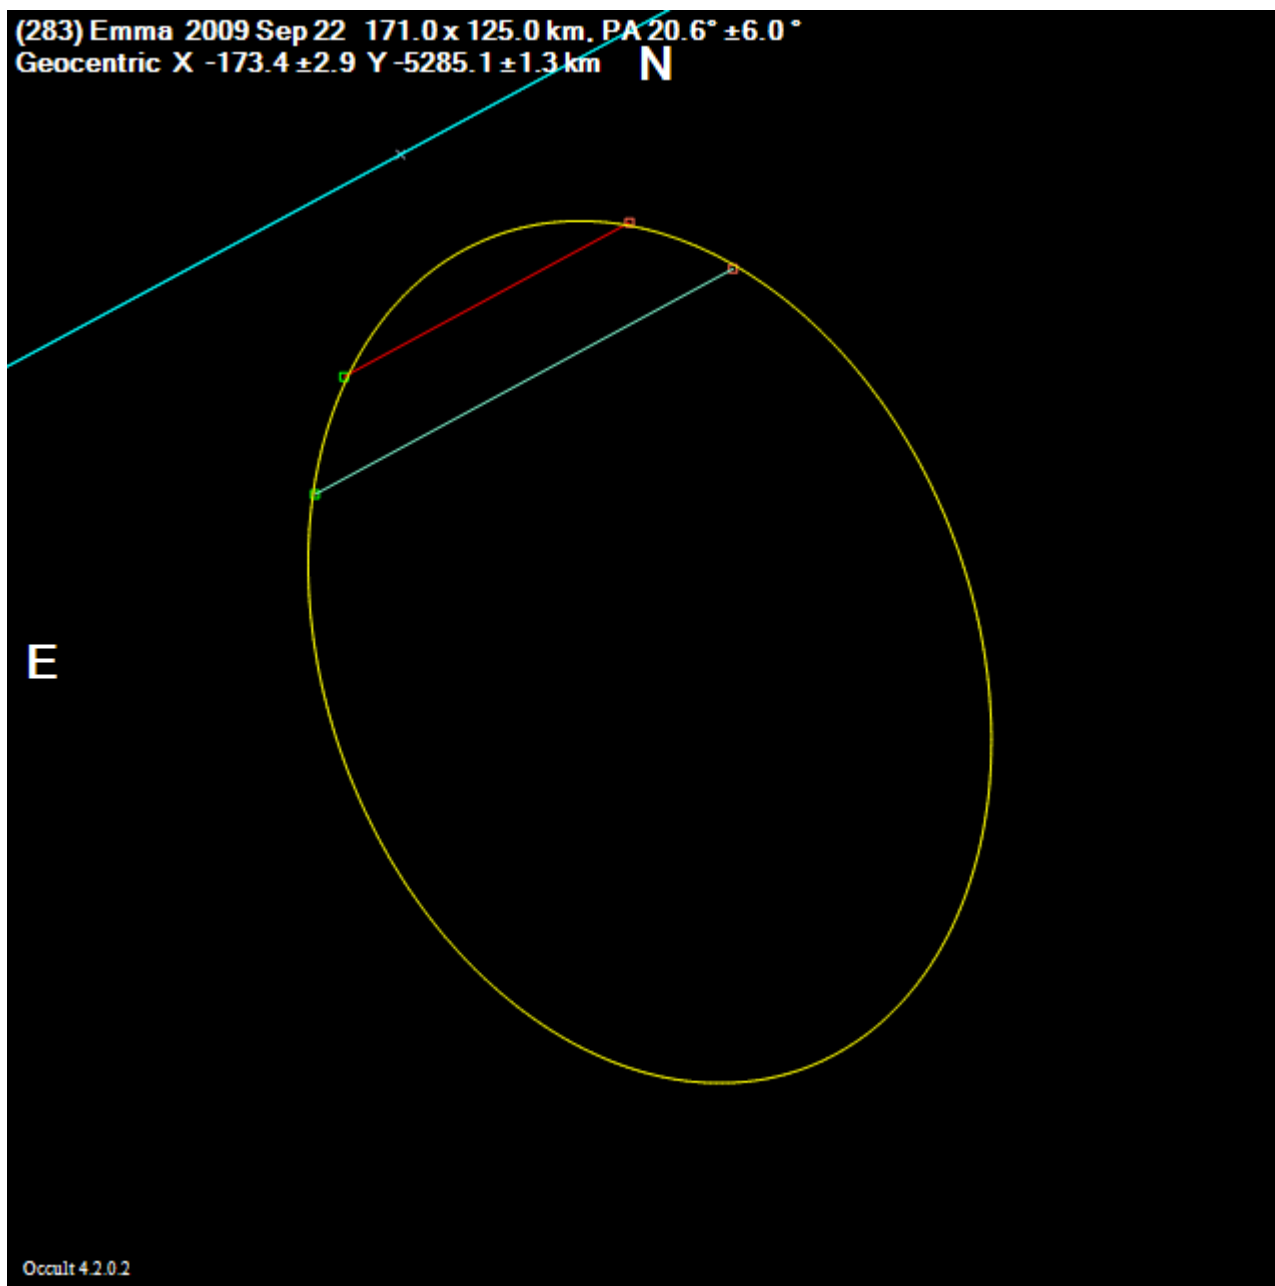 (283) Emma 2009 Sep 22 171.0 x 125.0 km, PA 20.6° ±6.0 °
Geocentric X -173.4 ±2.9 Y -5285.1 ±1.3 km
N
E
Occult 4.2.0.2